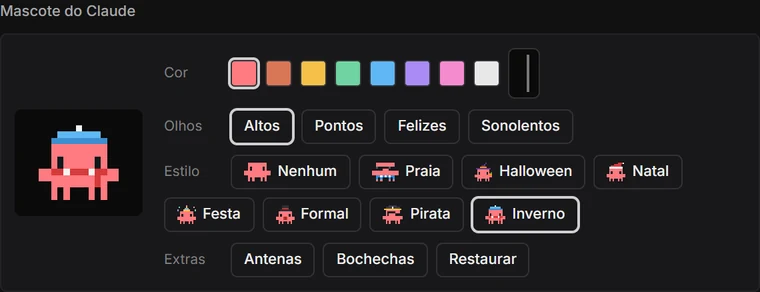 Mascote do Claude
Cor
Olhos Altos Pontos Felizes Sonolentos
Estilo Nenhum Praia Halloween Natal
Festa Formal Pirata Inverno
Extras Antenas Bochechas Restaurar